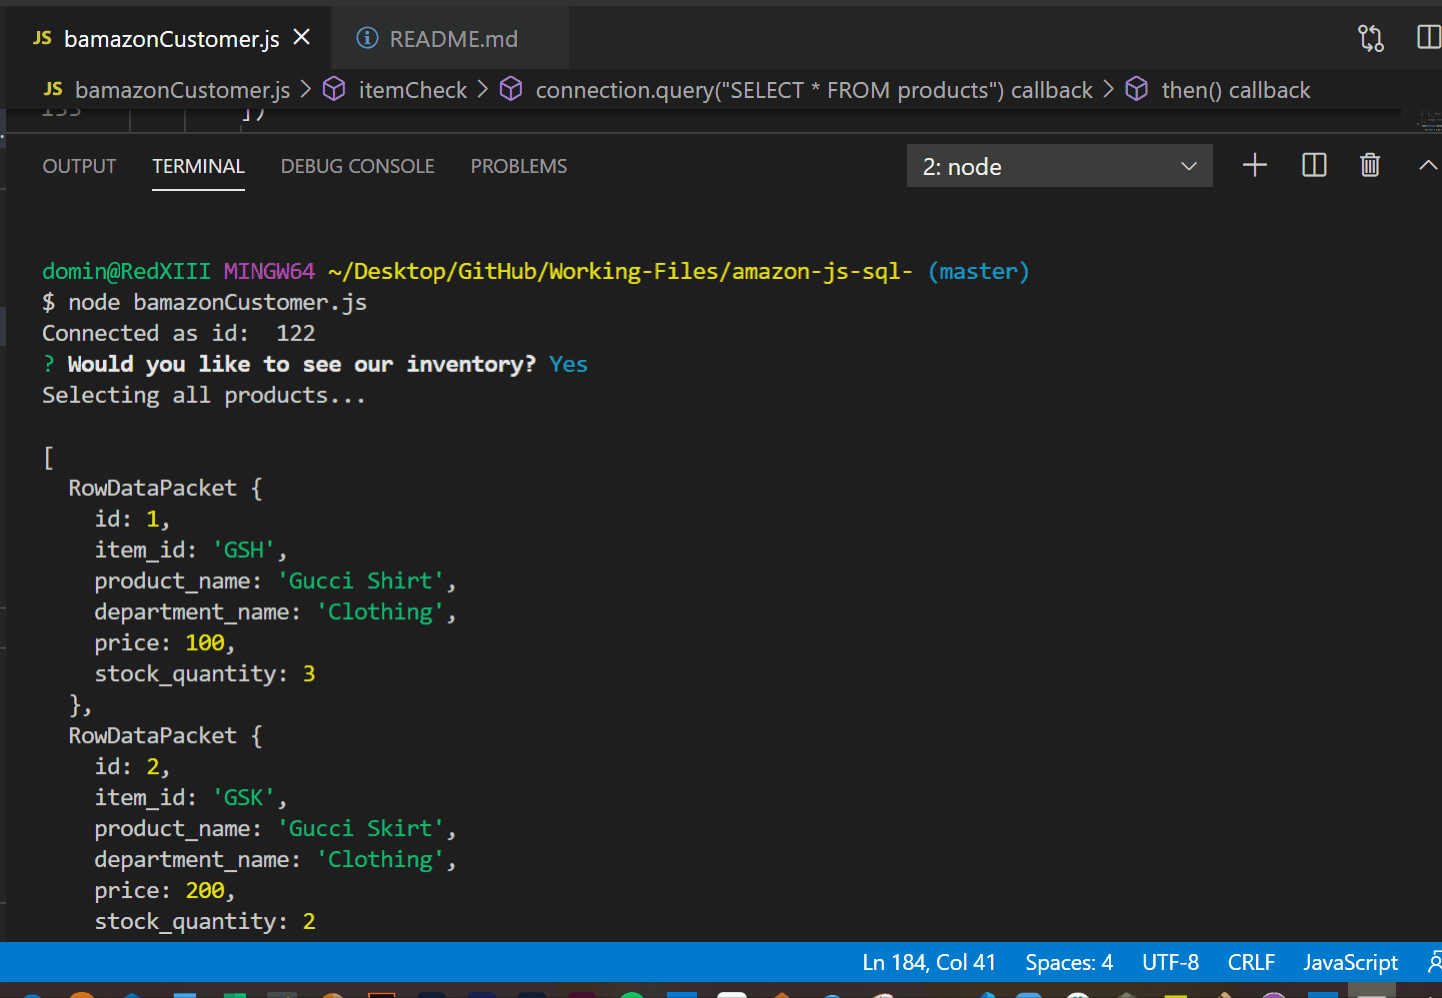 JS bamazonCustomer.js
README.md
JS bamazonCustomer.js > itemCheck > connection.query("SELECT * FROM products") callback > then() callback
])
OUTPUT TERMINAL DEBUG CONSOLE PROBLEMS 2: node
domin@RedXIII MINGW64 ~/Desktop/GitHub/Working-Files/amazon-js-sql- (master)
$ node bamazonCustomer.js
Connected as id:  122
? Would you like to see our inventory? Yes
Selecting all products...
[
  RowDataPacket {
    id: 1,
    item_id: 'GSH',
    product_name: 'Gucci Shirt',
    department_name: 'Clothing',
    price: 100,
    stock_quantity: 3
  },
  RowDataPacket {
    id: 2,
    item_id: 'GSK',
    product_name: 'Gucci Skirt',
    department_name: 'Clothing',
    price: 200,
    stock_quantity: 2
Ln 184, Col 41 Spaces: 4 UTF-8 CRLF JavaScript